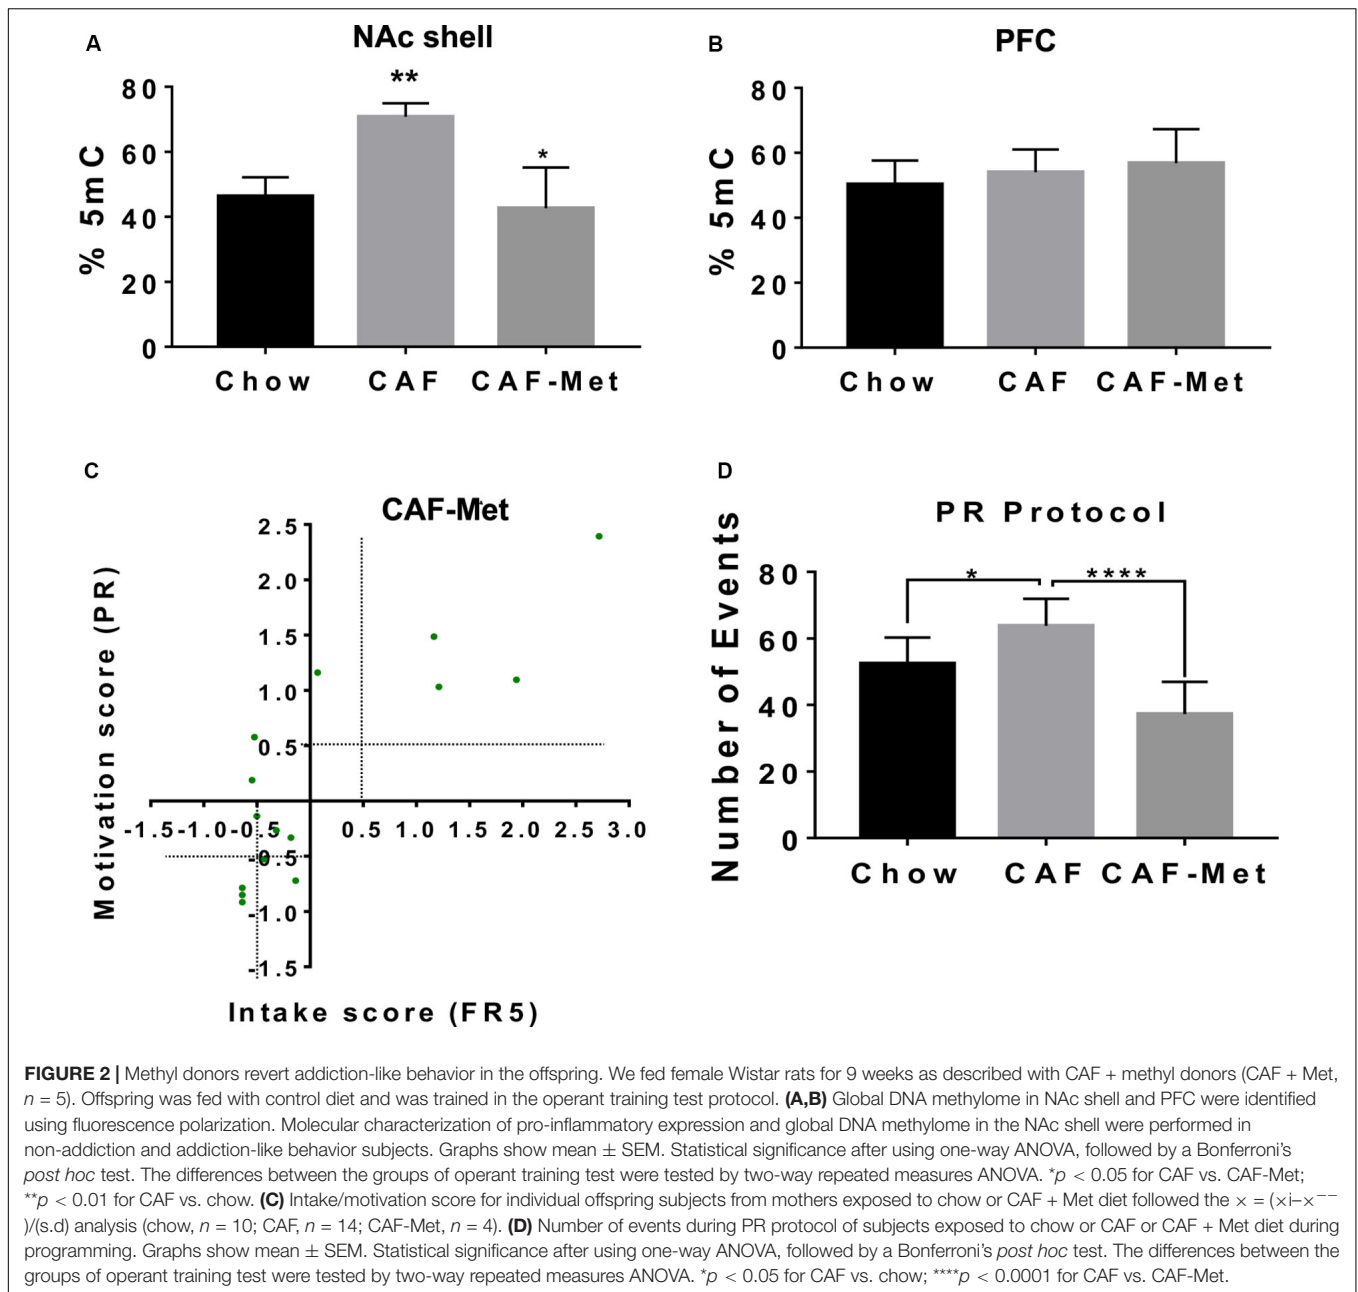 A
NAc shell
% 5mC
80
60
40
20
0
**
*
Chow CAF CAF-Met
B
PFC
% 5mC
80
60
40
20
0
Chow CAF CAF-Met
C
CAF-Met
Motivation score (PR)
2.5
2.0
1.5
1.0
0.5
-1.5 -1.0 -0.5 0.5 1.0 1.5 2.0 2.5 3.0
-0.5
-1.0
-1.5
Intake score (FR5)
D
PR Protocol
Number of Events
80
60
40
20
0
*
****
Chow CAF CAF-Met
FIGURE 2 | Methyl donors revert addiction-like behavior in the offspring. We fed female Wistar rats for 9 weeks as described with CAF + methyl donors (CAF + Met,
n = 5). Offspring was fed with control diet and was trained in the operant training test protocol. (A,B) Global DNA methylome in NAc shell and PFC were identified
using fluorescence polarization. Molecular characterization of pro-inflammatory expression and global DNA methylome in the NAc shell were performed in
non-addiction and addiction-like behavior subjects. Graphs show mean ± SEM. Statistical significance after using one-way ANOVA, followed by a Bonferroni's
post hoc test. The differences between the groups of operant training test were tested by two-way repeated measures ANOVA. *p < 0.05 for CAF vs. CAF-Met;
**p < 0.01 for CAF vs. chow. (C) Intake/motivation score for individual offspring subjects from mothers exposed to chow or CAF + Met diet followed the × = (×i–×⁻⁻
)/(s.d) analysis (chow, n = 10; CAF, n = 14; CAF-Met, n = 4). (D) Number of events during PR protocol of subjects exposed to chow or CAF or CAF + Met diet during
programming. Graphs show mean ± SEM. Statistical significance after using one-way ANOVA, followed by a Bonferroni's post hoc test. The differences between the
groups of operant training test were tested by two-way repeated measures ANOVA. *p < 0.05 for CAF vs. chow; ****p < 0.0001 for CAF vs. CAF-Met.